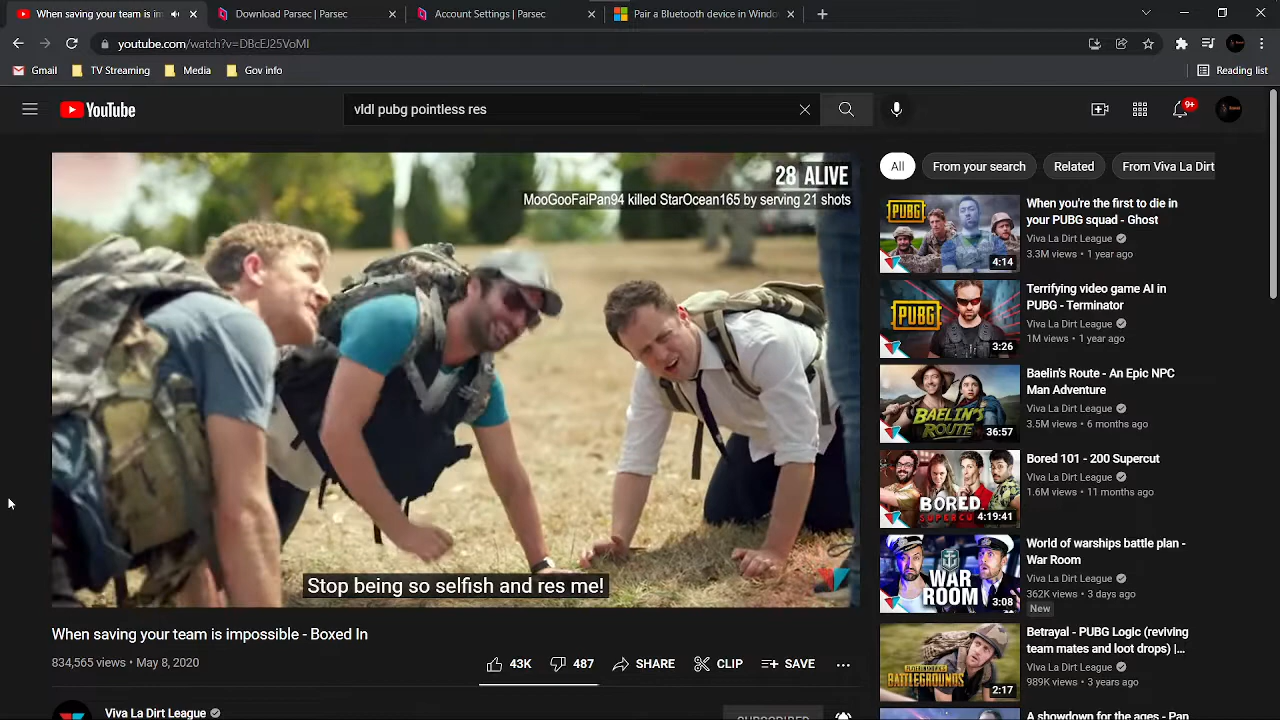 When saving your team is im
Download Parsec | Parsec
Account Settings | Parsec
Pair a Bluetooth device in Windo
youtube.com/watch?v=DBcEJ25VoMI
Gmail
TV Streaming
Media
Gov info
Reading list
YouTube
vldl pubg pointless res
9+
28 ALIVE
MooGooFaiPan94 killed StarOcean165 by serving 21 shots
Stop being so selfish and res me!
When saving your team is impossible - Boxed In
834,565 views • May 8, 2020
43K
487
SHARE
CLIP
SAVE
Viva La Dirt League
SUBSCRIBED
All
From your search
Related
From Viva La Dirt
PUBG
4:14
When you're the first to die in
your PUBG squad - Ghost
Viva La Dirt League
3.3M views • 1 year ago
PUBG
3:26
Terrifying video game AI in
PUBG - Terminator
Viva La Dirt League
1M views • 1 year ago
BAELIN'S
ROUTE
36:57
Baelin's Route - An Epic NPC
Man Adventure
Viva La Dirt League
3.5M views • 6 months ago
BORED
SUPERCU
4:19:41
Bored 101 - 200 Supercut
Viva La Dirt League
1.6M views • 11 months ago
WAR
ROOM
3:08
World of warships battle plan -
War Room
Viva La Dirt League
362K views • 3 days ago
New
BATTLEGROUNDS
2:17
Betrayal - PUBG Logic (reviving
team mates and loot drops) |...
Viva La Dirt League
989K views • 3 years ago
A showdown for the ages - Pan